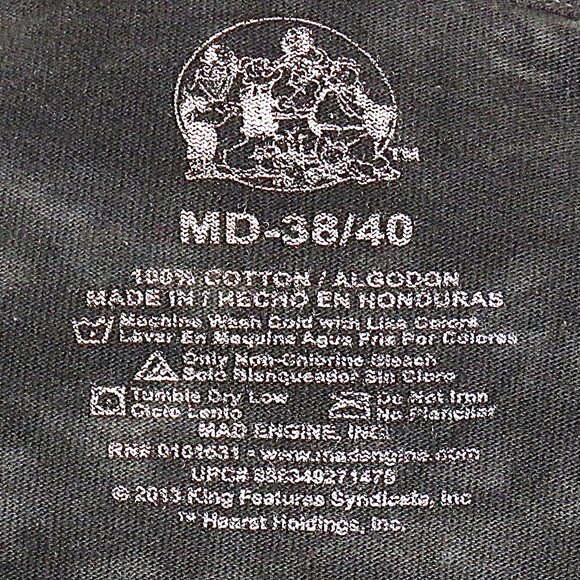 TM
MD-38/40
100% COTTON / ALGODON
MADE IN / HECHO EN HONDURAS
Machine Wash Cold with Like Colors
Lavar En Maquina Agua Fria For Colores
Only Non-Chlorine Bleach
Solo Blanqueador Sin Cloro
Tumble Dry Low
Ciclo Lento
Do Not Iron
No Planchar
MAD ENGINE, INC.
RN# 0101631 • www.madengine.com
UPC#
© 2013 King Features Syndicate, Inc
™ Hearst Holdings, Inc.